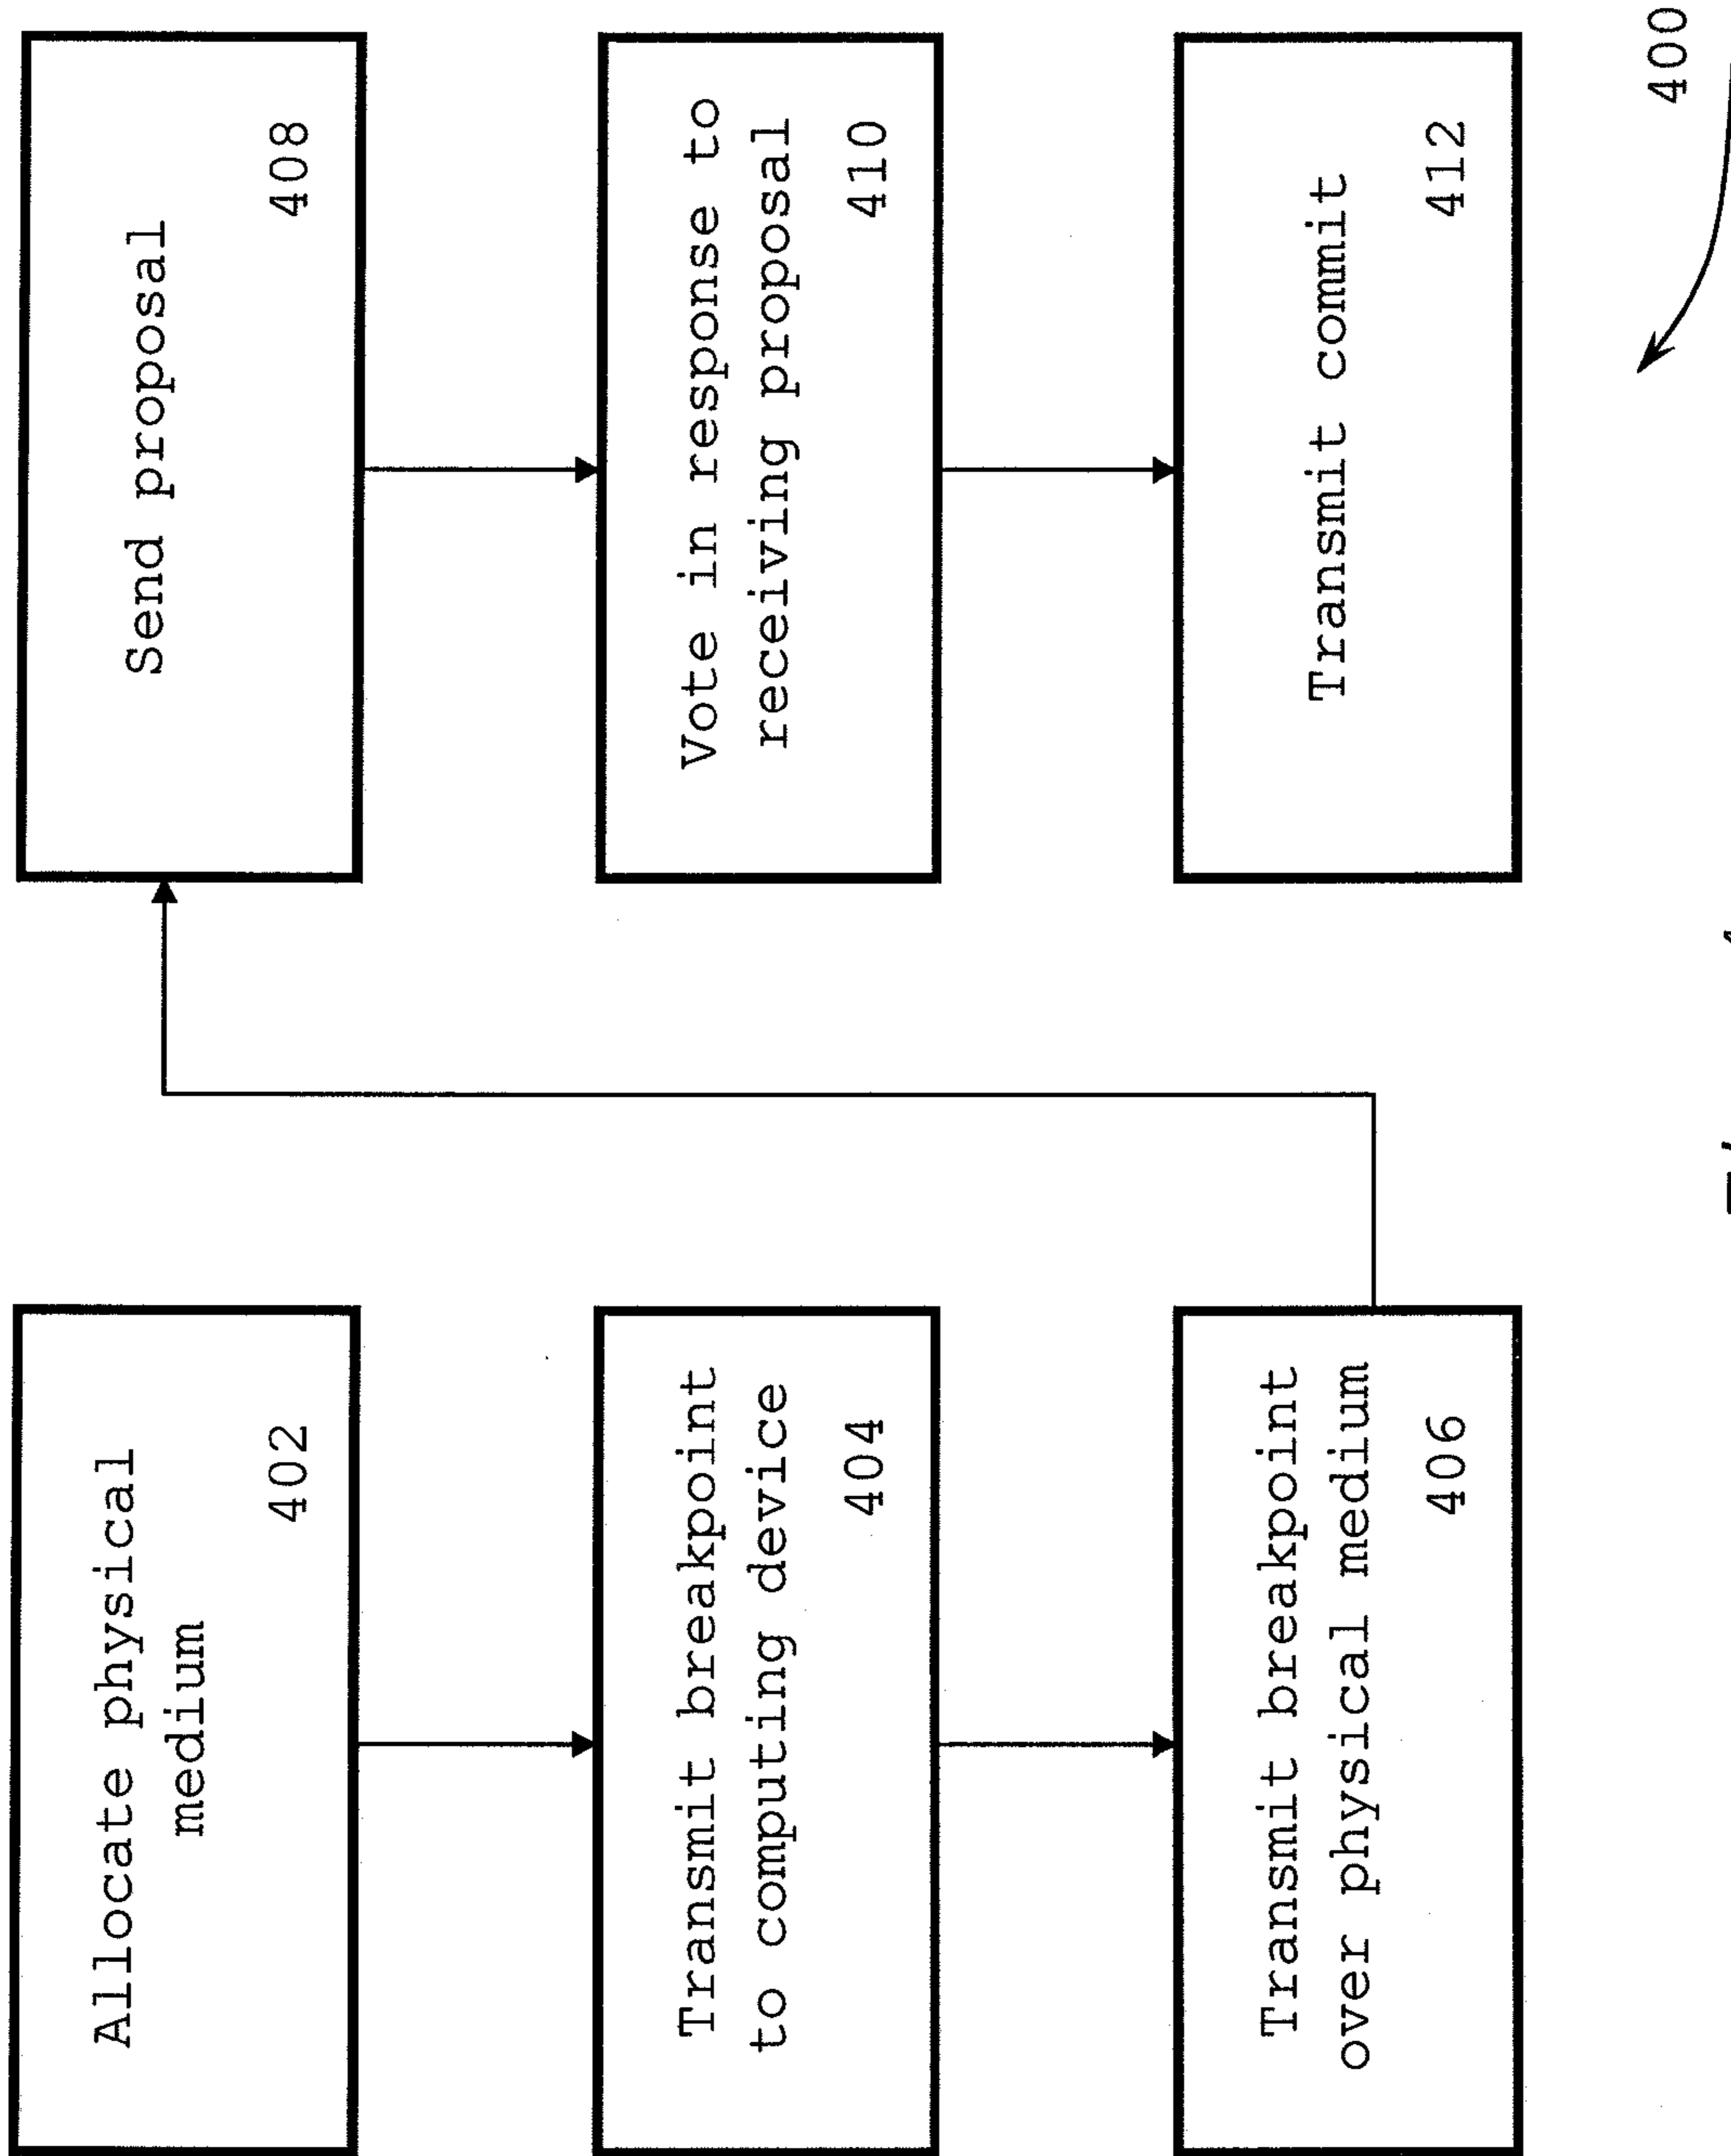 Allocate physical
medium
402
Transmit breakpoint
to computing device
404
Transmit breakpoint
over physical medium
406
Send proposal
408
Vote in response to
receiving proposal
410
Transmit commit
412
400